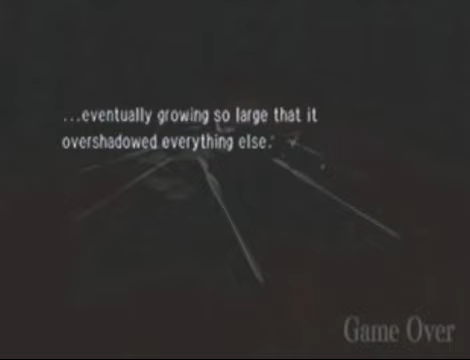 ...eventually growing so large that it
overshadowed everything else.
Game Over